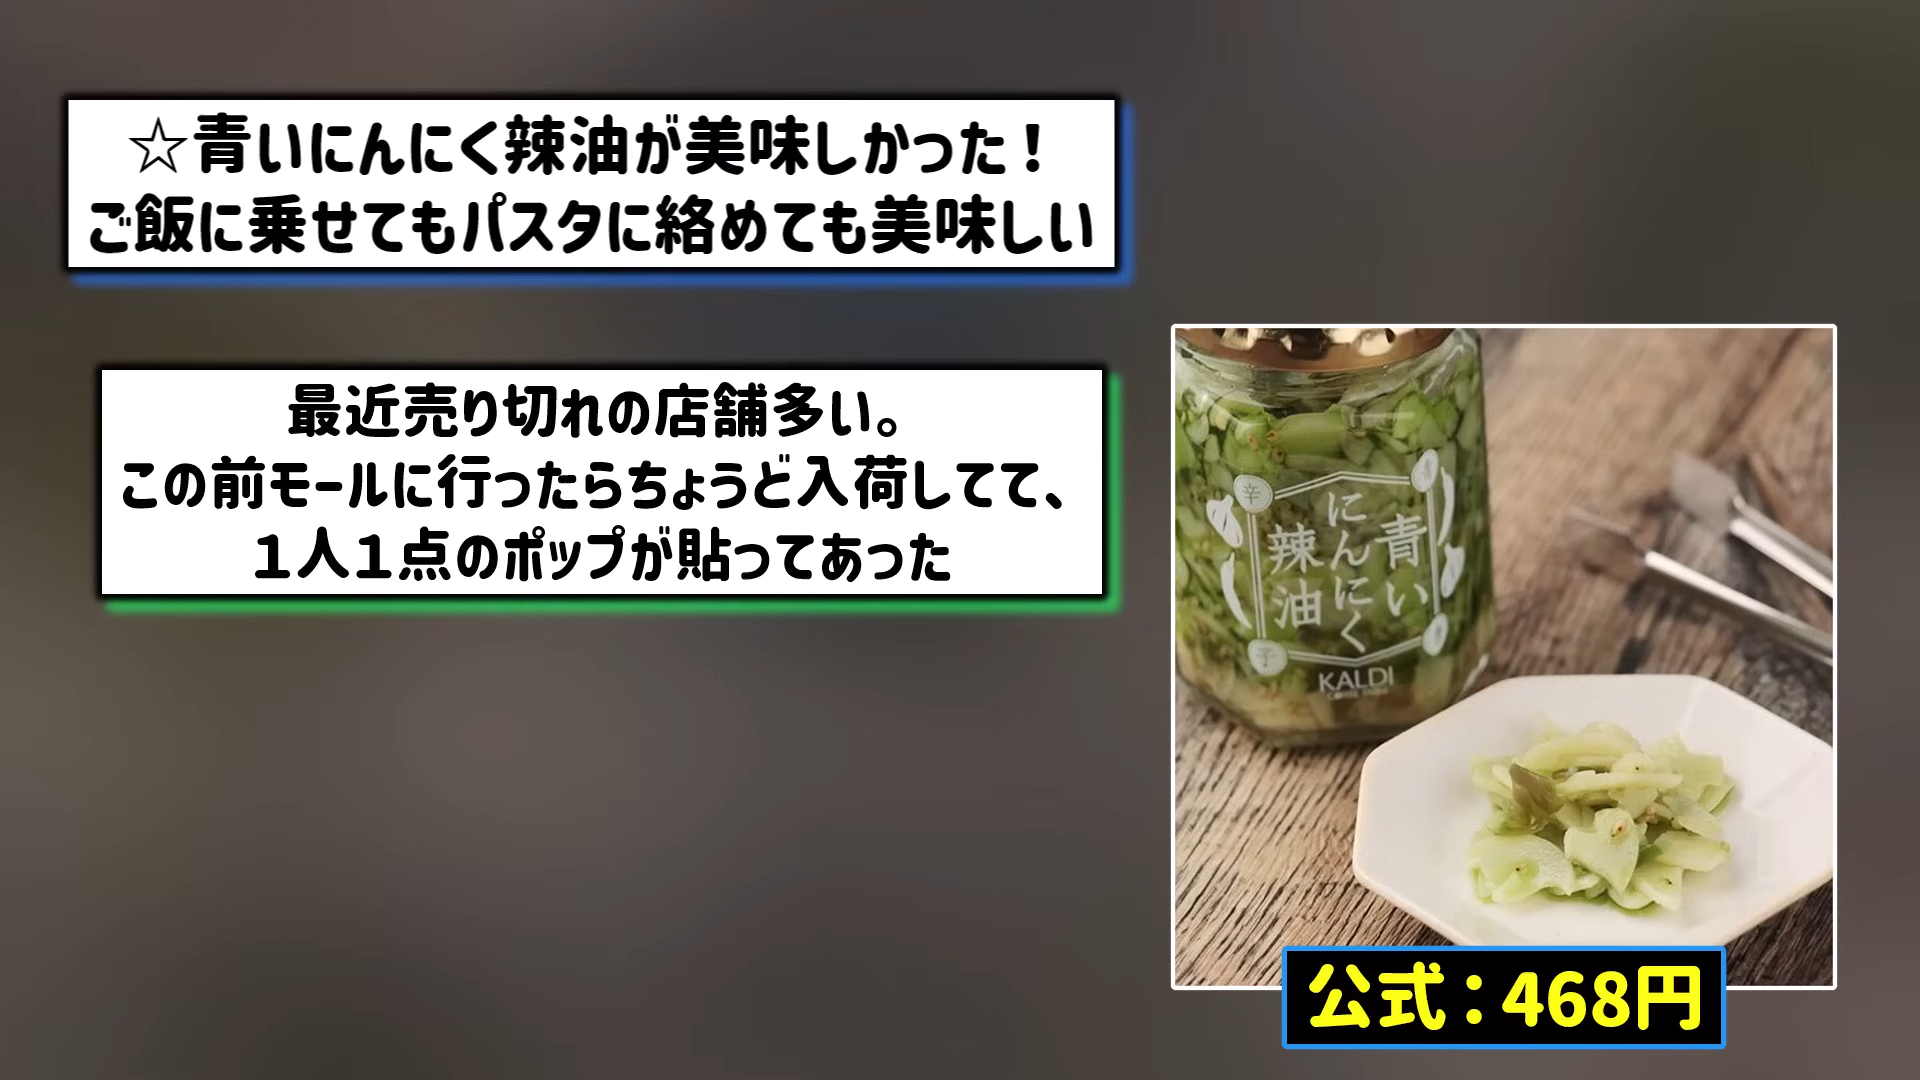 ☆青いにんにく辣油が美味しかった！
ご飯に乗せてもパスタに絡めても美味しい
最近売り切れの店舗多い。
この前モールに行ったらちょうど入荷してて、
１人１点のポップが貼ってあった
青い
にんにく
辣油
辛
子
KALDI
公式：468円